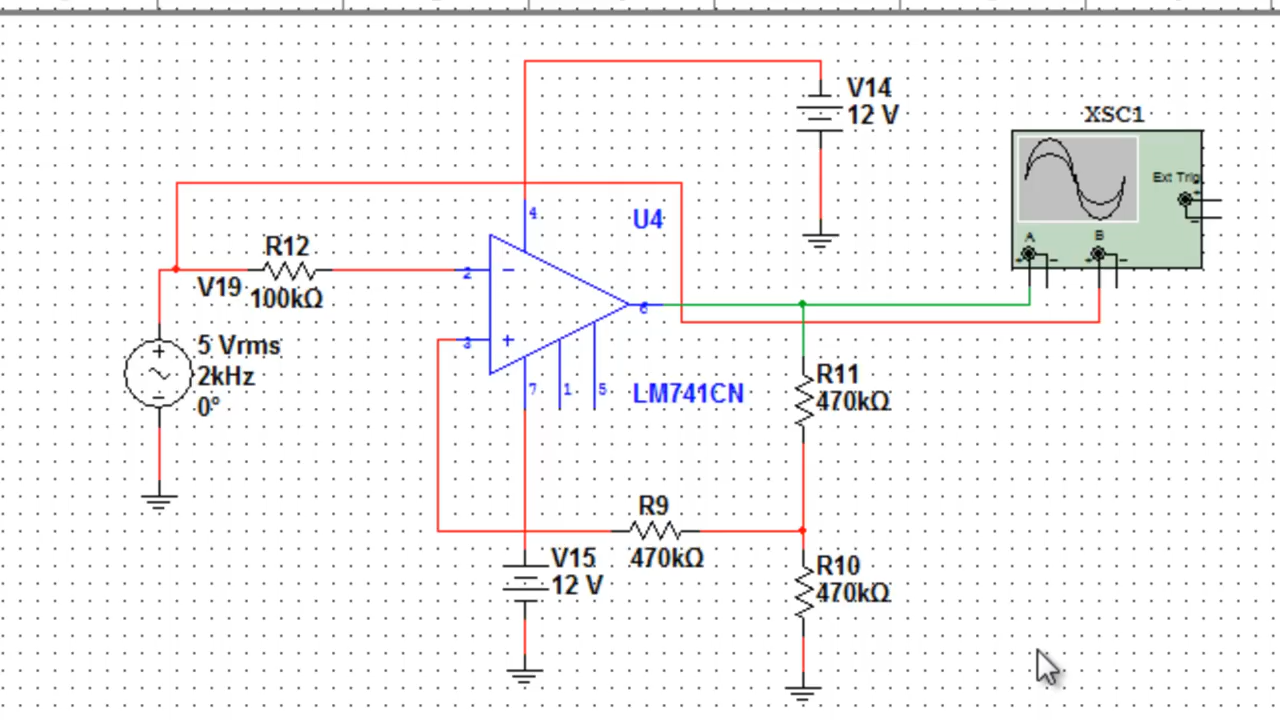 V14
12 V
XSC1
Ext Trig
+
-
A
B
+ - + -
4
U4
R12
2
-
V19
100kΩ
6
5 Vrms
2kHz
0°
+
-
3
+
7
1
5
LM741CN
R11
470kΩ
R9
470kΩ
V15
12 V
R10
470kΩ